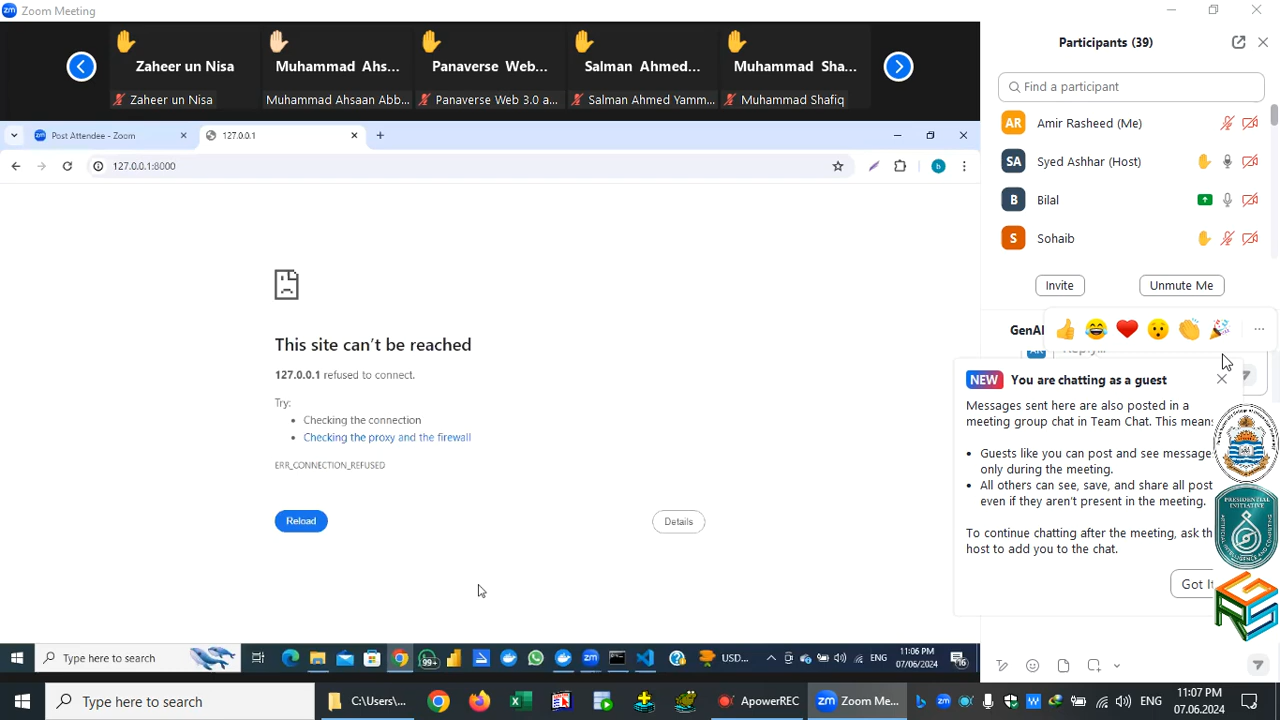 Zoom Meeting
Zaheer un Nisa
Muhammad Ahs...
Panaverse Web...
Salman Ahmed...
Muhammad Sha...
Zaheer un Nisa
Muhammad Ahsaan Abb...
Panaverse Web 3.0 a...
Salman Ahmed Yamm...
Muhammad Shafiq
Post Attendee - Zoom
127.0.0.1
127.0.0.1:8000
b
This site can't be reached
127.0.0.1 refused to connect.
Try:
• Checking the connection
• Checking the proxy and the firewall
ERR_CONNECTION_REFUSED
Reload
Details
Participants (39)
Find a participant
AR Amir Rasheed (Me)
SA Syed Ashhar (Host)
B Bilal
S Sohaib
Invite
Unmute Me
GenAI
NEW You are chatting as a guest
Messages sent here are also posted in a
meeting group chat in Team Chat. This means
• Guests like you can post and see message
only during the meeting.
• All others can see, save, and share all post
even if they aren't present in the meeting.
To continue chatting after the meeting, ask th
host to add you to the chat.
Got It
PRESIDENTIAL
INITIATIVE
Type here to search
99+
USD...
ENG
11:06 PM
07/06/2024
16
Type here to search
C:\Users\...
ApowerREC
Zoom Me...
ENG
11:07 PM
07.06.2024